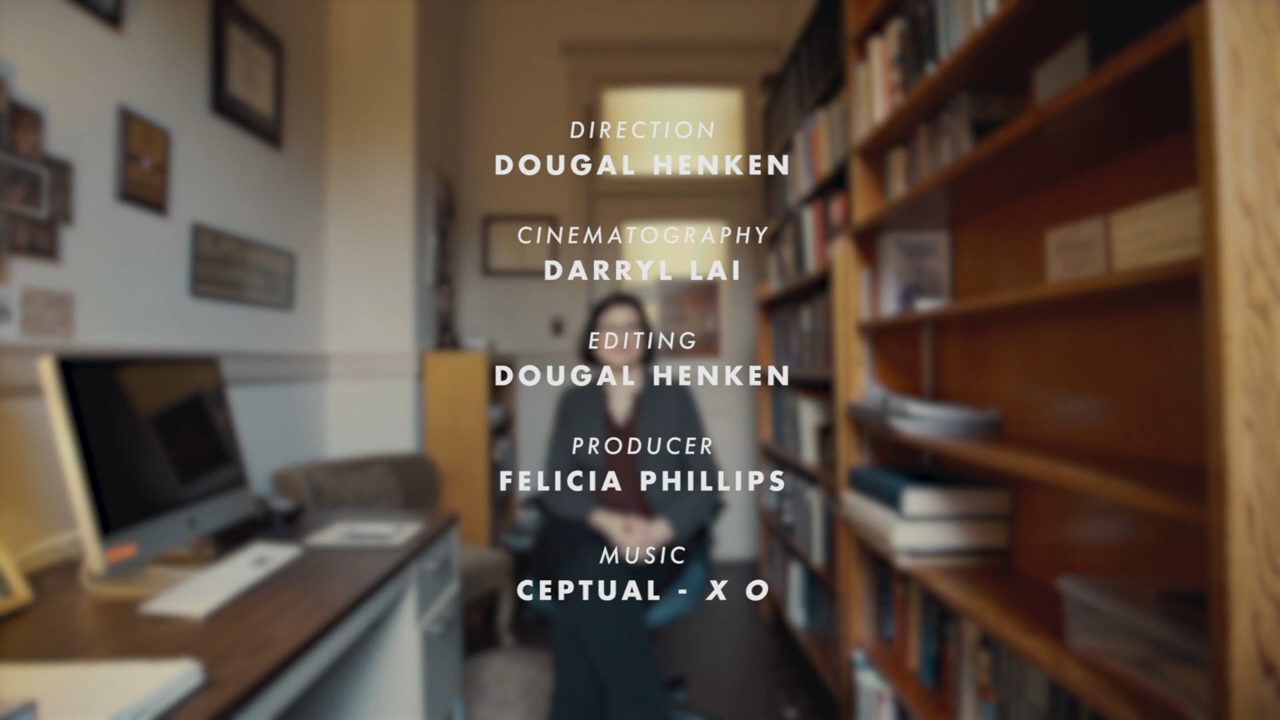 DIRECTION
DOUGAL HENKEN
CINEMATOGRAPHY
DARRYL LAI
EDITING
DOUGAL HENKEN
PRODUCER
FELICIA PHILLIPS
MUSIC
CEPTUAL - X O